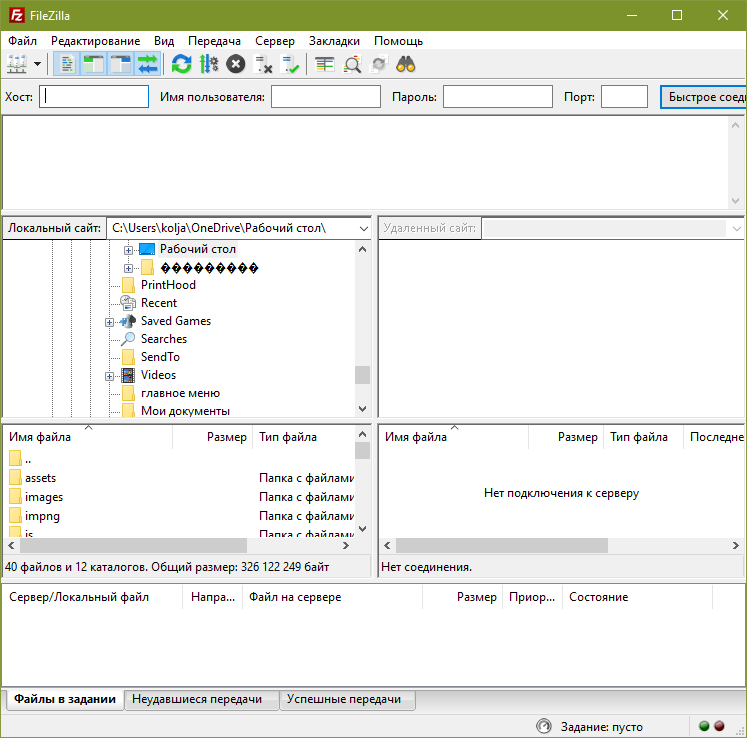 FileZilla
Файл Редактирование Вид Передача Сервер Закладки Помощь
Хост: Имя пользователя: Пароль: Порт: Быстрое соеди
Локальный сайт: C:\Users\kolja\OneDrive\Рабочий стол\
Удаленный сайт:
Рабочий стол
���������
PrintHood
Recent
Saved Games
Searches
SendTo
Videos
главное меню
Мои документы
Имя файла Размер Тип файла
..
assets Папка с файлами
images Папка с файлами
impng Папка с файлами
js Папка с файлами
40 файлов и 12 каталогов. Общий размер: 326 122 249 байт
Имя файла Размер Тип файла Последне
Нет подключения к серверу
Нет соединения.
Сервер/Локальный файл Напра... Файл на сервере Размер Приор... Состояние
Файлы в задании Неудавшиеся передачи Успешные передачи
Задание: пусто